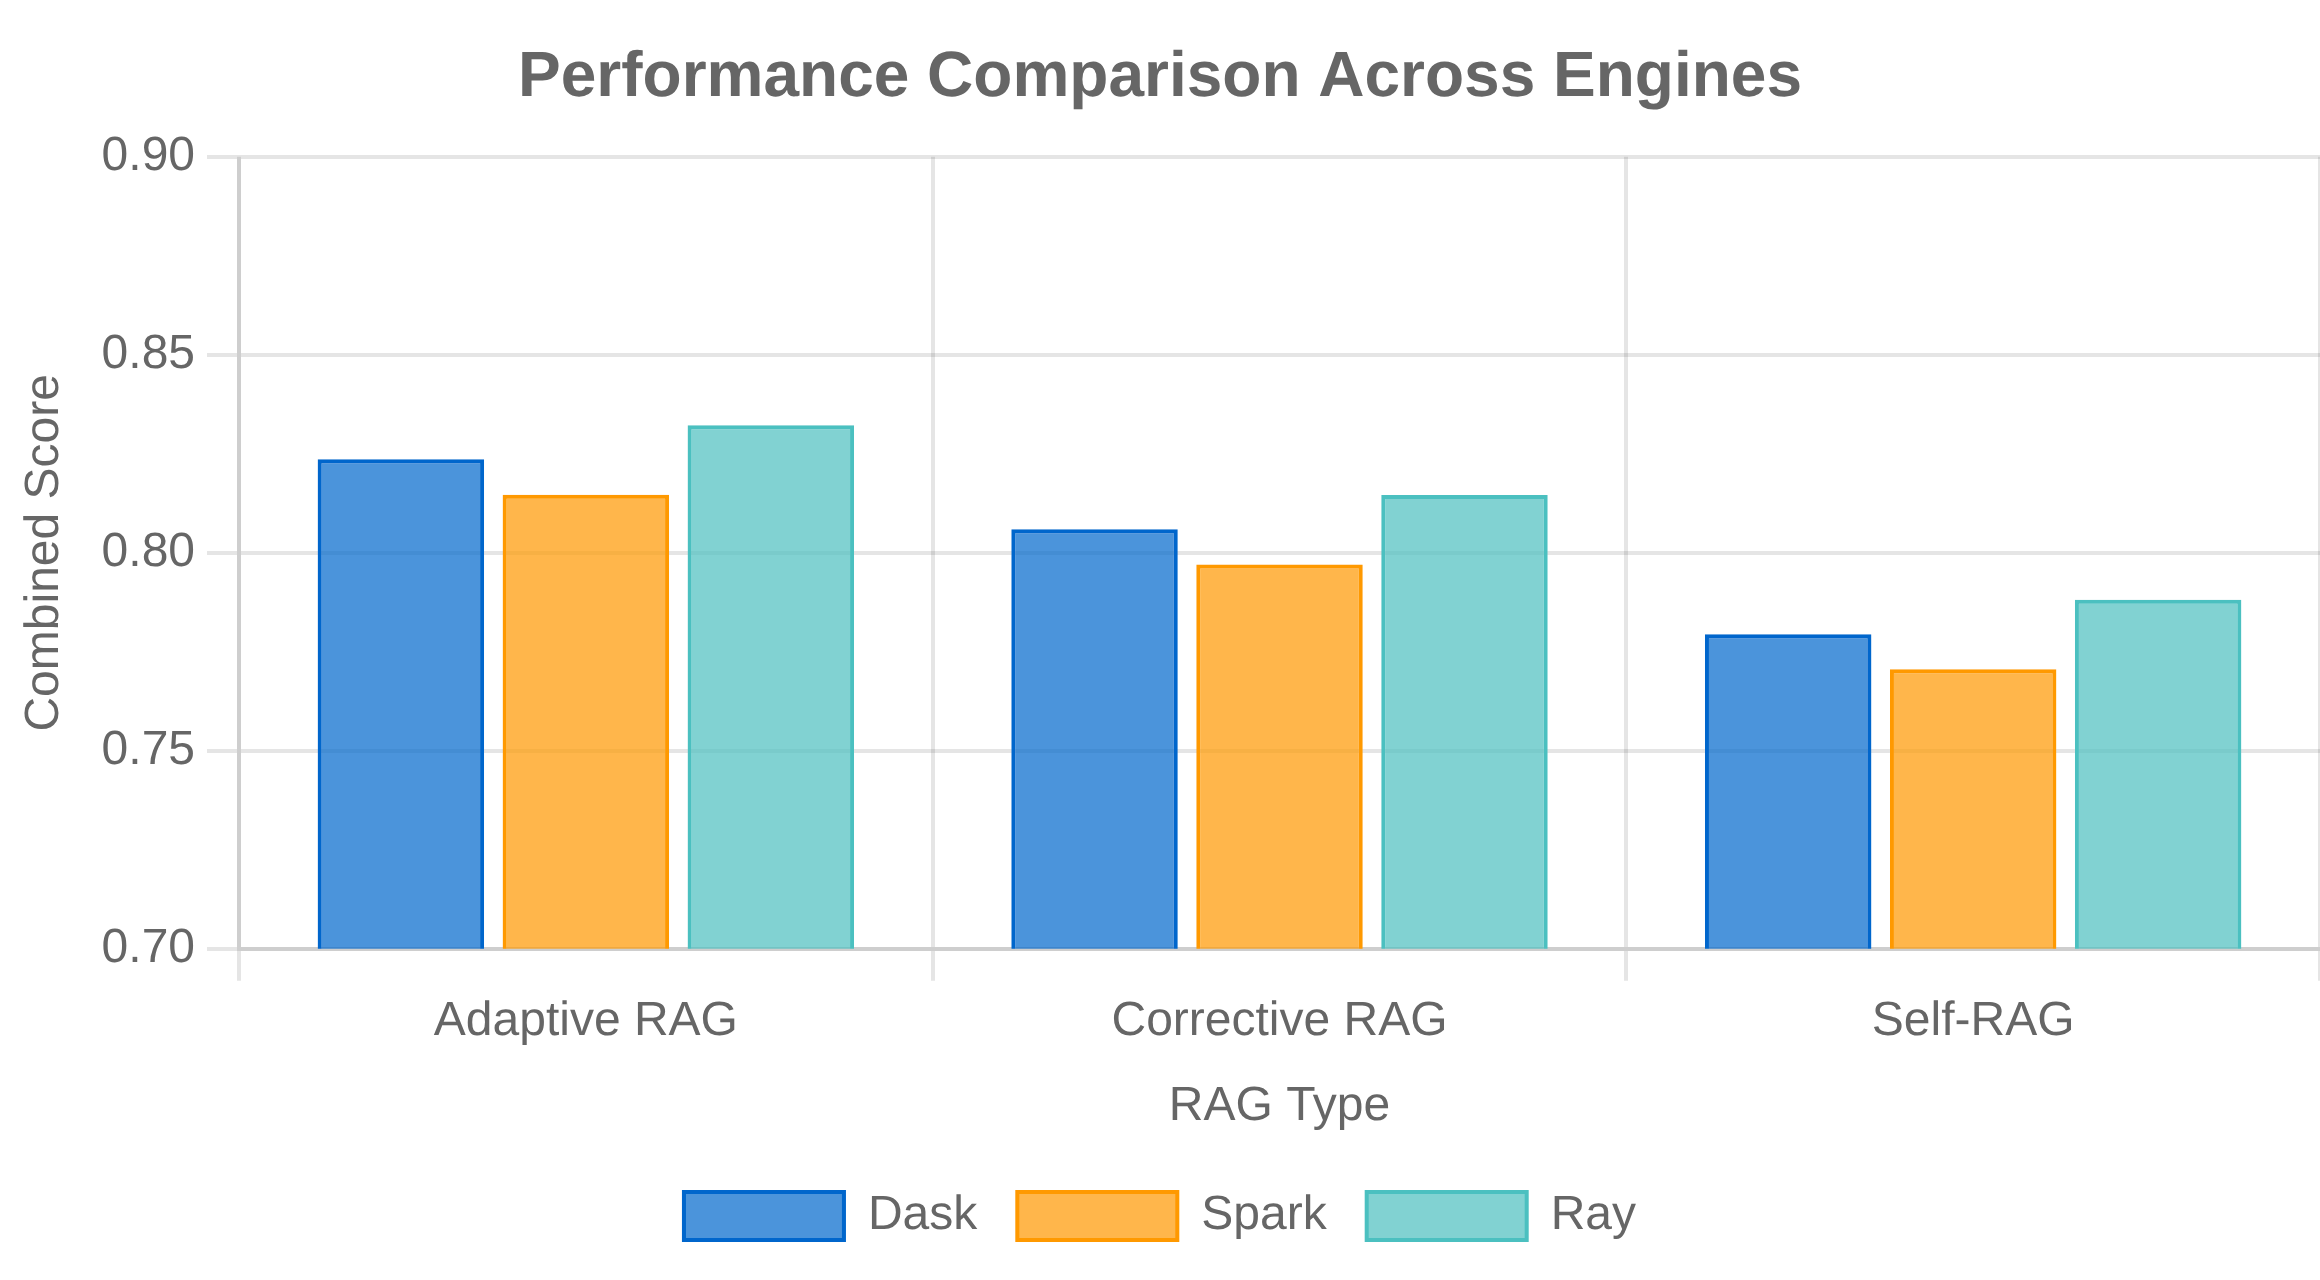 Performance Comparison Across Engines
0.90
0.85
0.80
0.75
0.70
Combined Score
Adaptive RAG
Corrective RAG
Self-RAG
RAG Type
Dask
Spark
Ray